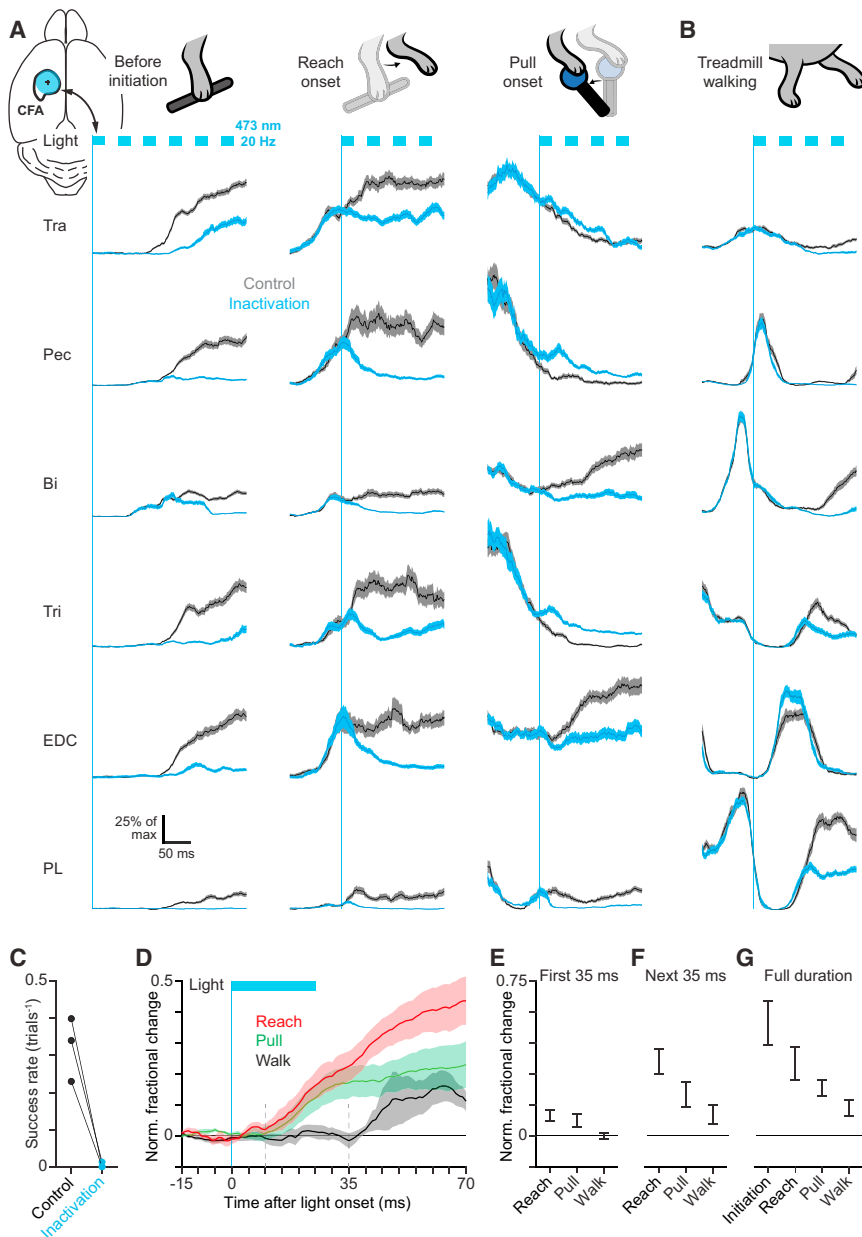 A
B
Before
initiation
Reach
onset
Pull
onset
Treadmill
walking
CFA
Light
473 nm
20 Hz
Tra
Control
Inactivation
Pec
Bi
Tri
EDC
25% of
max
50 ms
PL
C
D
E
F
G
0.5
0
Success rate (trials⁻¹)
Control
Inactivation
0.5
0
Norm. fractional change
Light
Reach
Pull
Walk
-15
0
35
70
Time after light onset (ms)
First 35 ms
Next 35 ms
Full duration
0.75
0
Norm. fractional change
Reach
Pull
Walk
Reach
Pull
Walk
Initiation
Reach
Pull
Walk